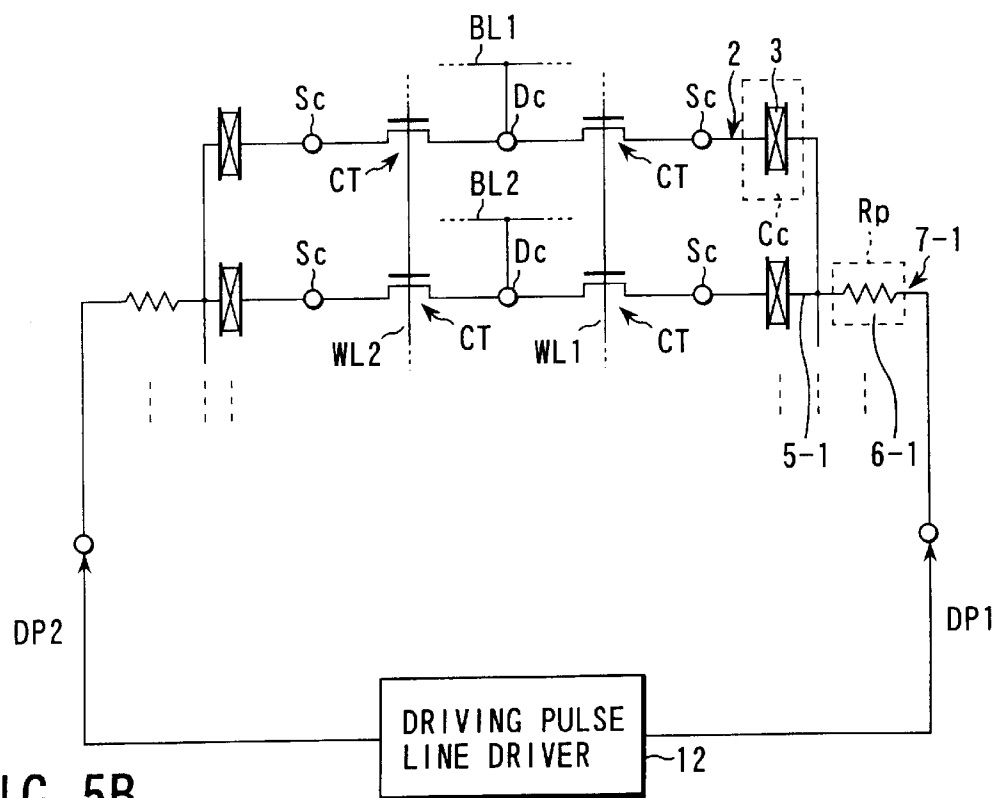 BL1
2
3
Sc
Dc
Sc
CT
CT
BL2
Cc
Rp
7-1
Sc
Dc
Sc
WL2
CT
WL1
CT
5-1
6-1
DP2
DP1
DRIVING PULSE
LINE DRIVER
12
5B